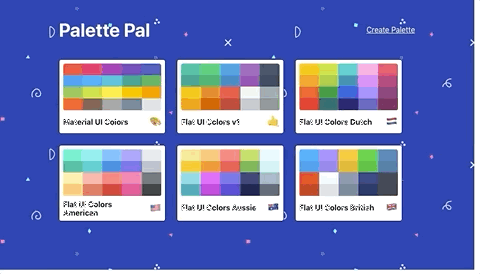 Palette Pal
Create Palette
Material UI Colors
Flat UI Colors v1
Flat UI Colors Dutch
Flat UI Colors
American
Flat UI Colors Aussie
Flat UI Colors British